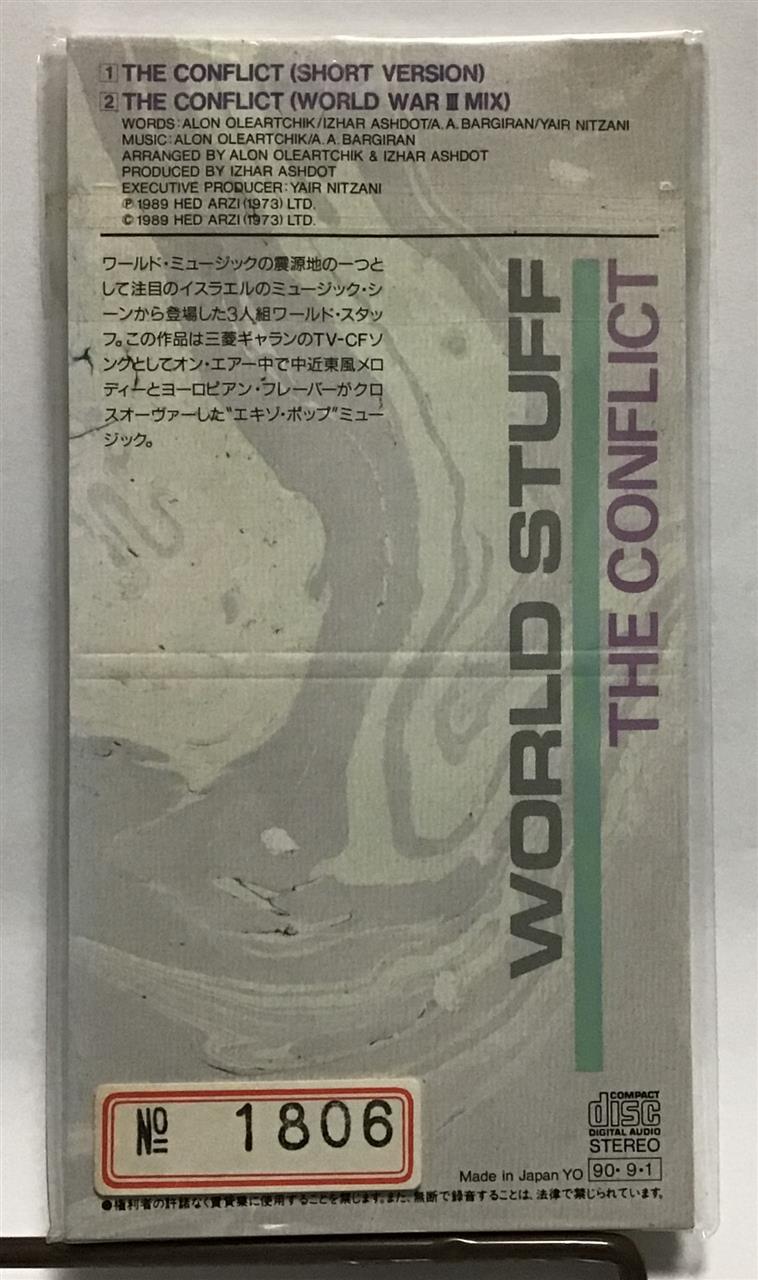 1 THE CONFLICT (SHORT VERSION)
2 THE CONFLICT (WORLD WAR III MIX)
WORDS:ALON OLEARTCHIK/IZHAR ASHDOT/A.A.BARGIRAN/YAIR NITZANI
MUSIC:ALON OLEARTCHIK/A.A.BARGIRAN
ARRANGED BY ALON OLEARTCHIK & IZHAR ASHDOT
PRODUCED BY IZHAR ASHDOT
EXECUTIVE PRODUCER:YAIR NITZANI
℗1989 HED ARZI (1973) LTD.
©1989 HED ARZI (1973) LTD.
ワールド・ミュージックの震源地の一つと
して注目のイスラエルのミュージック・シ
ーンから登場した3人組ワールド・スタッ
フ。この作品は三菱ギャランのTV-CFソ
ングとしてオン・エアー中で中近東風メロ
ディーとヨーロピアン・フレーバーがクロ
スオーヴァーした“エキゾ・ポップ”ミュー
ジック。
WORLD STUFF
THE CONFLICT
№ 1806
COMPACT
disc
DIGITAL AUDIO
STEREO
Made in Japan YO 90・9・1
●権利者の許諾なく賃貸業に使用することを禁じます。また、無断で録音することは、法律で禁じられています。